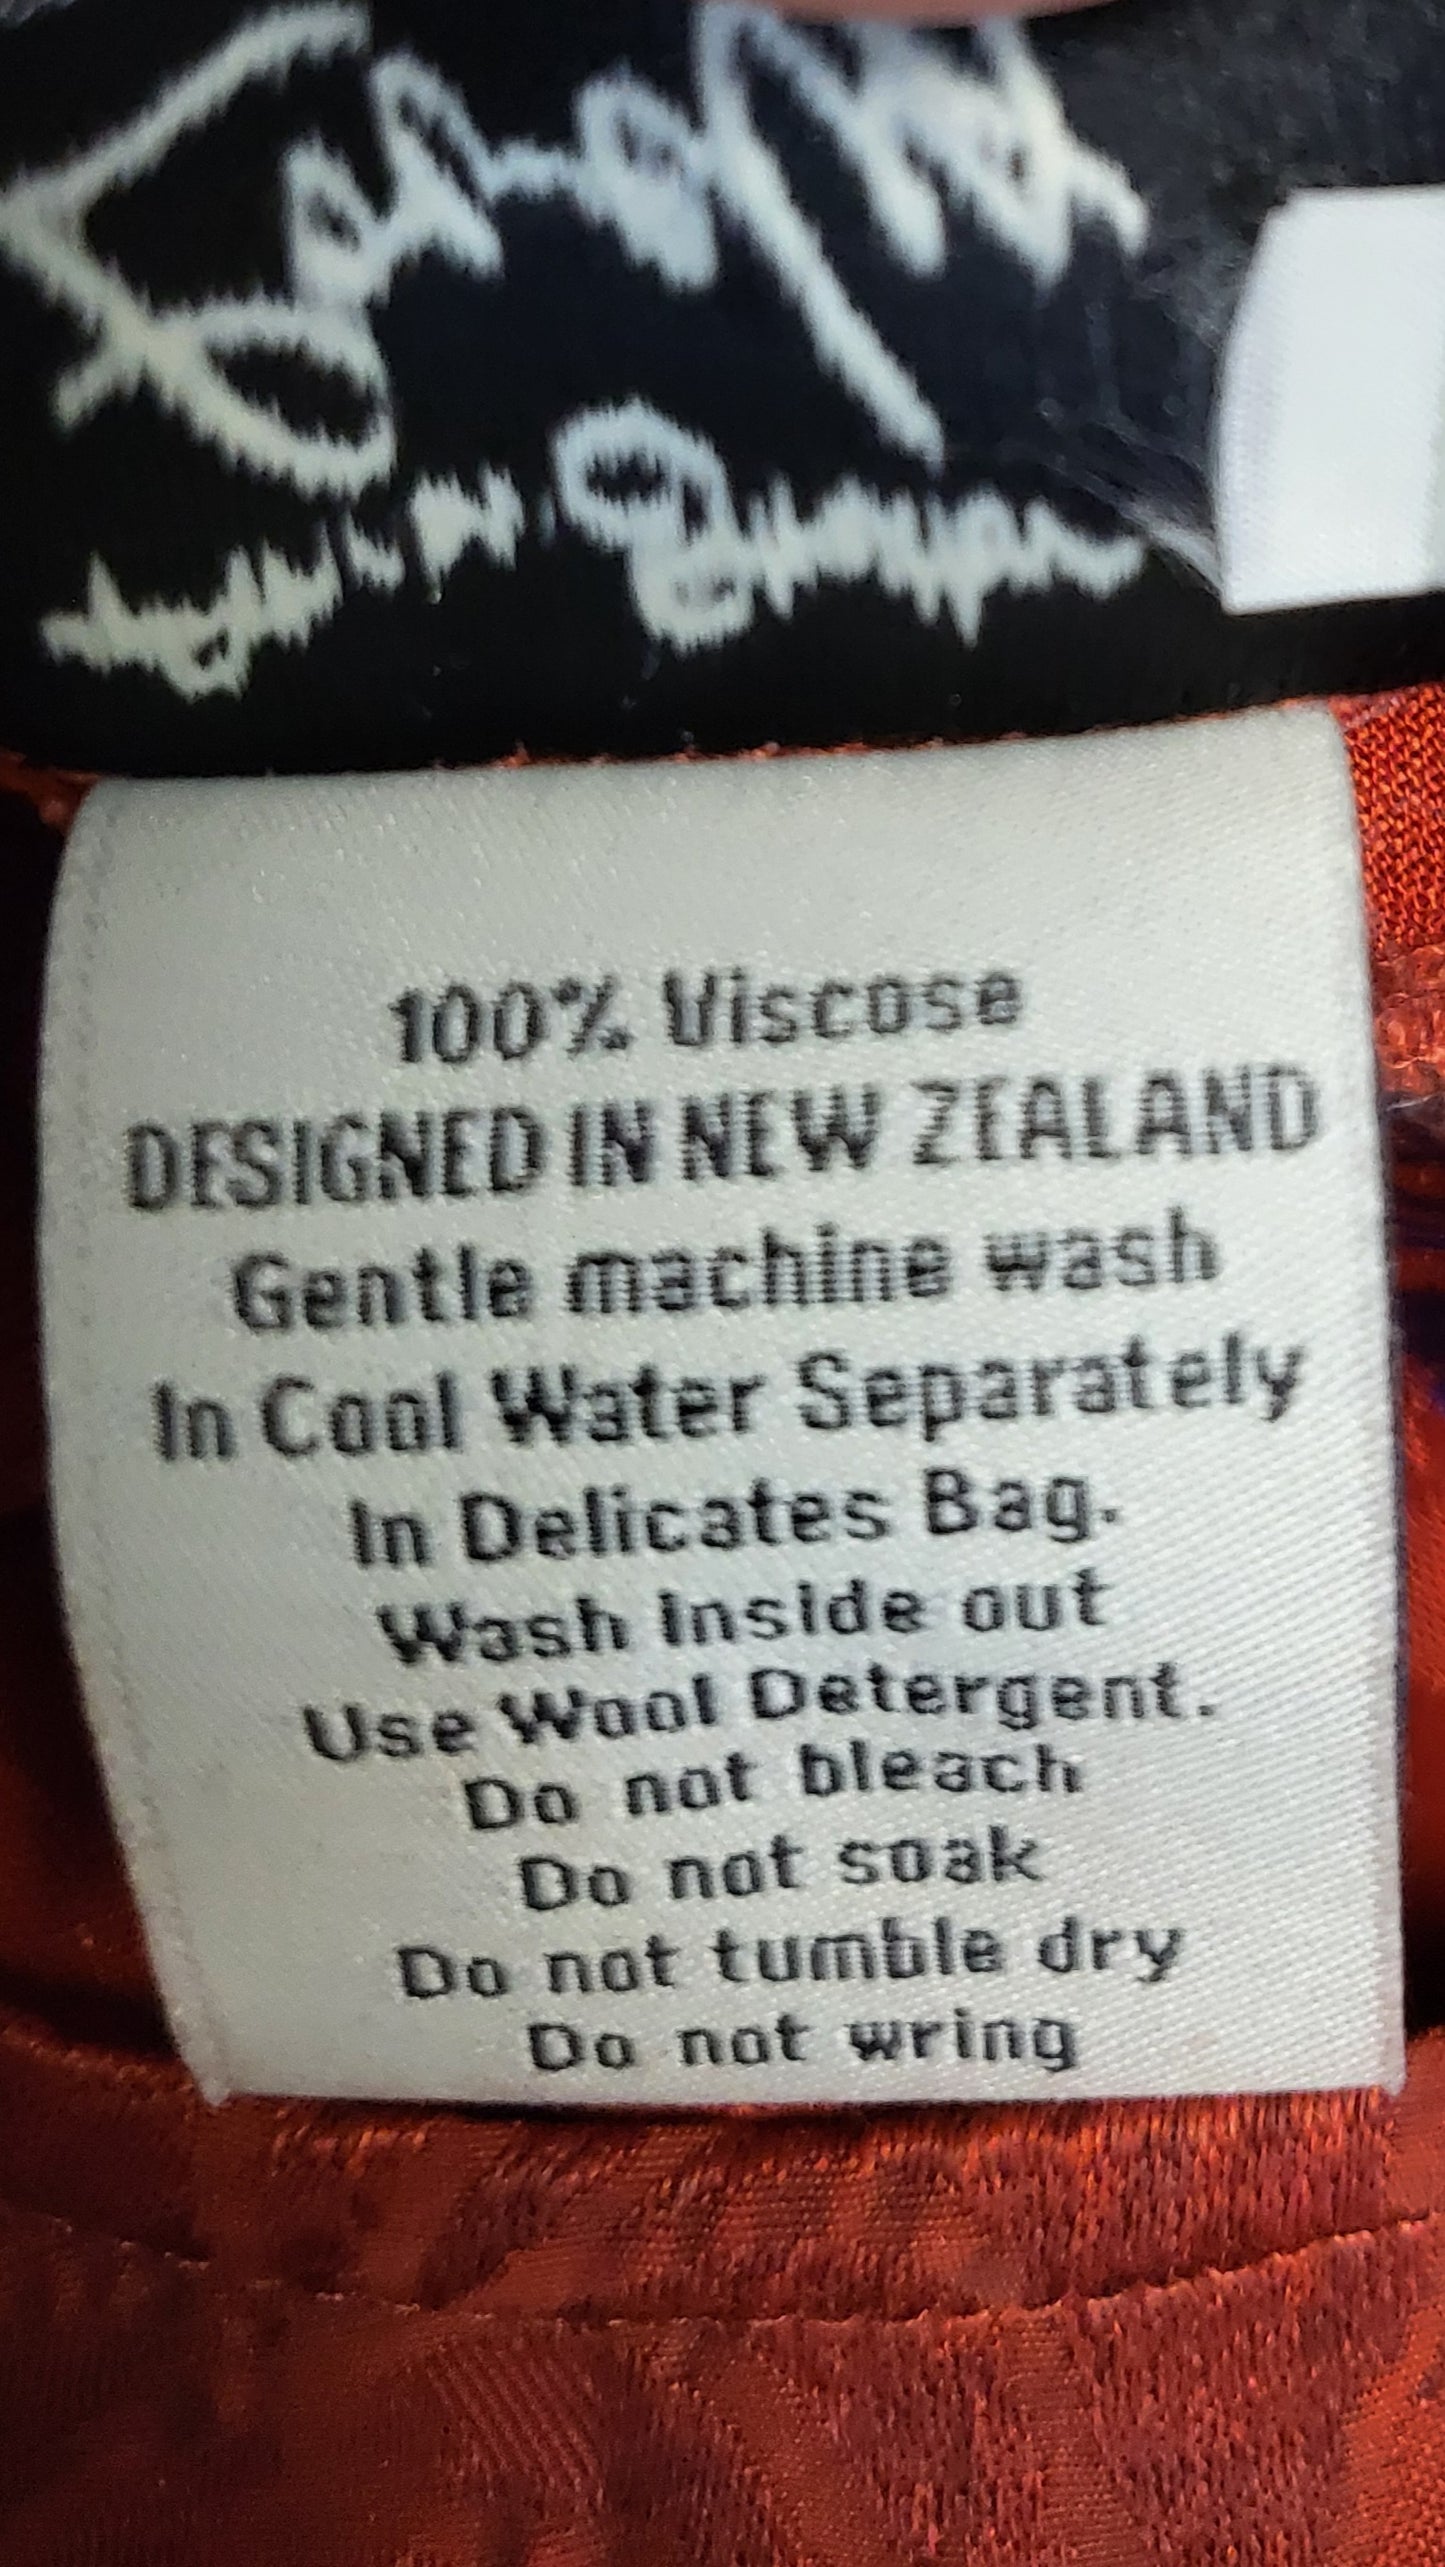 100% Viscose
DESIGNED IN NEW ZEALAND
Gentle machine wash
In Cool Water Separately
In Delicates Bag.
Wash inside out
Use Wool Detergent.
Do not bleach
Do not soak
Do not tumble dry
Do not wring